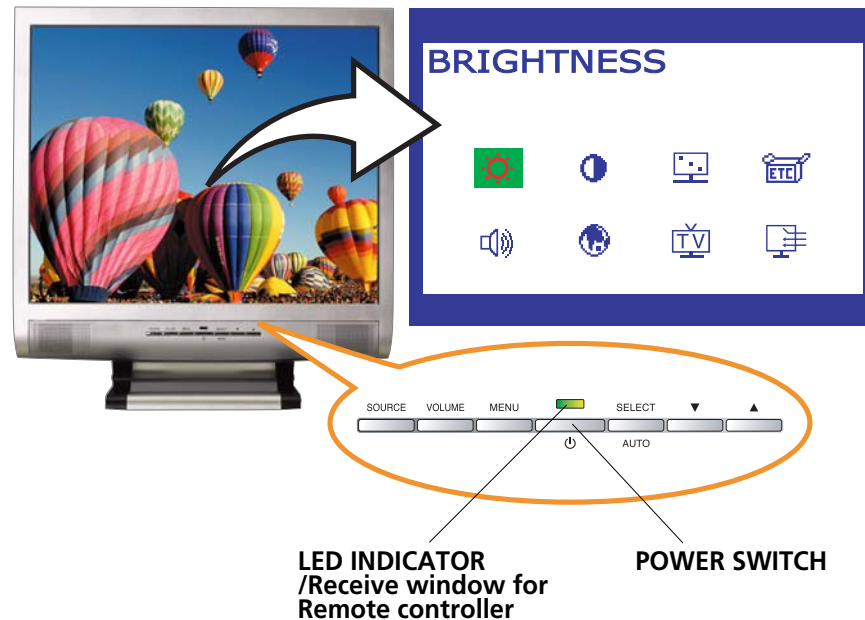 BRIGHTNESS
ETC
TV
SOURCE VOLUME MENU SELECT ▼ ▲
AUTO
LED INDICATOR
/Receive window for
Remote controller
POWER SWITCH